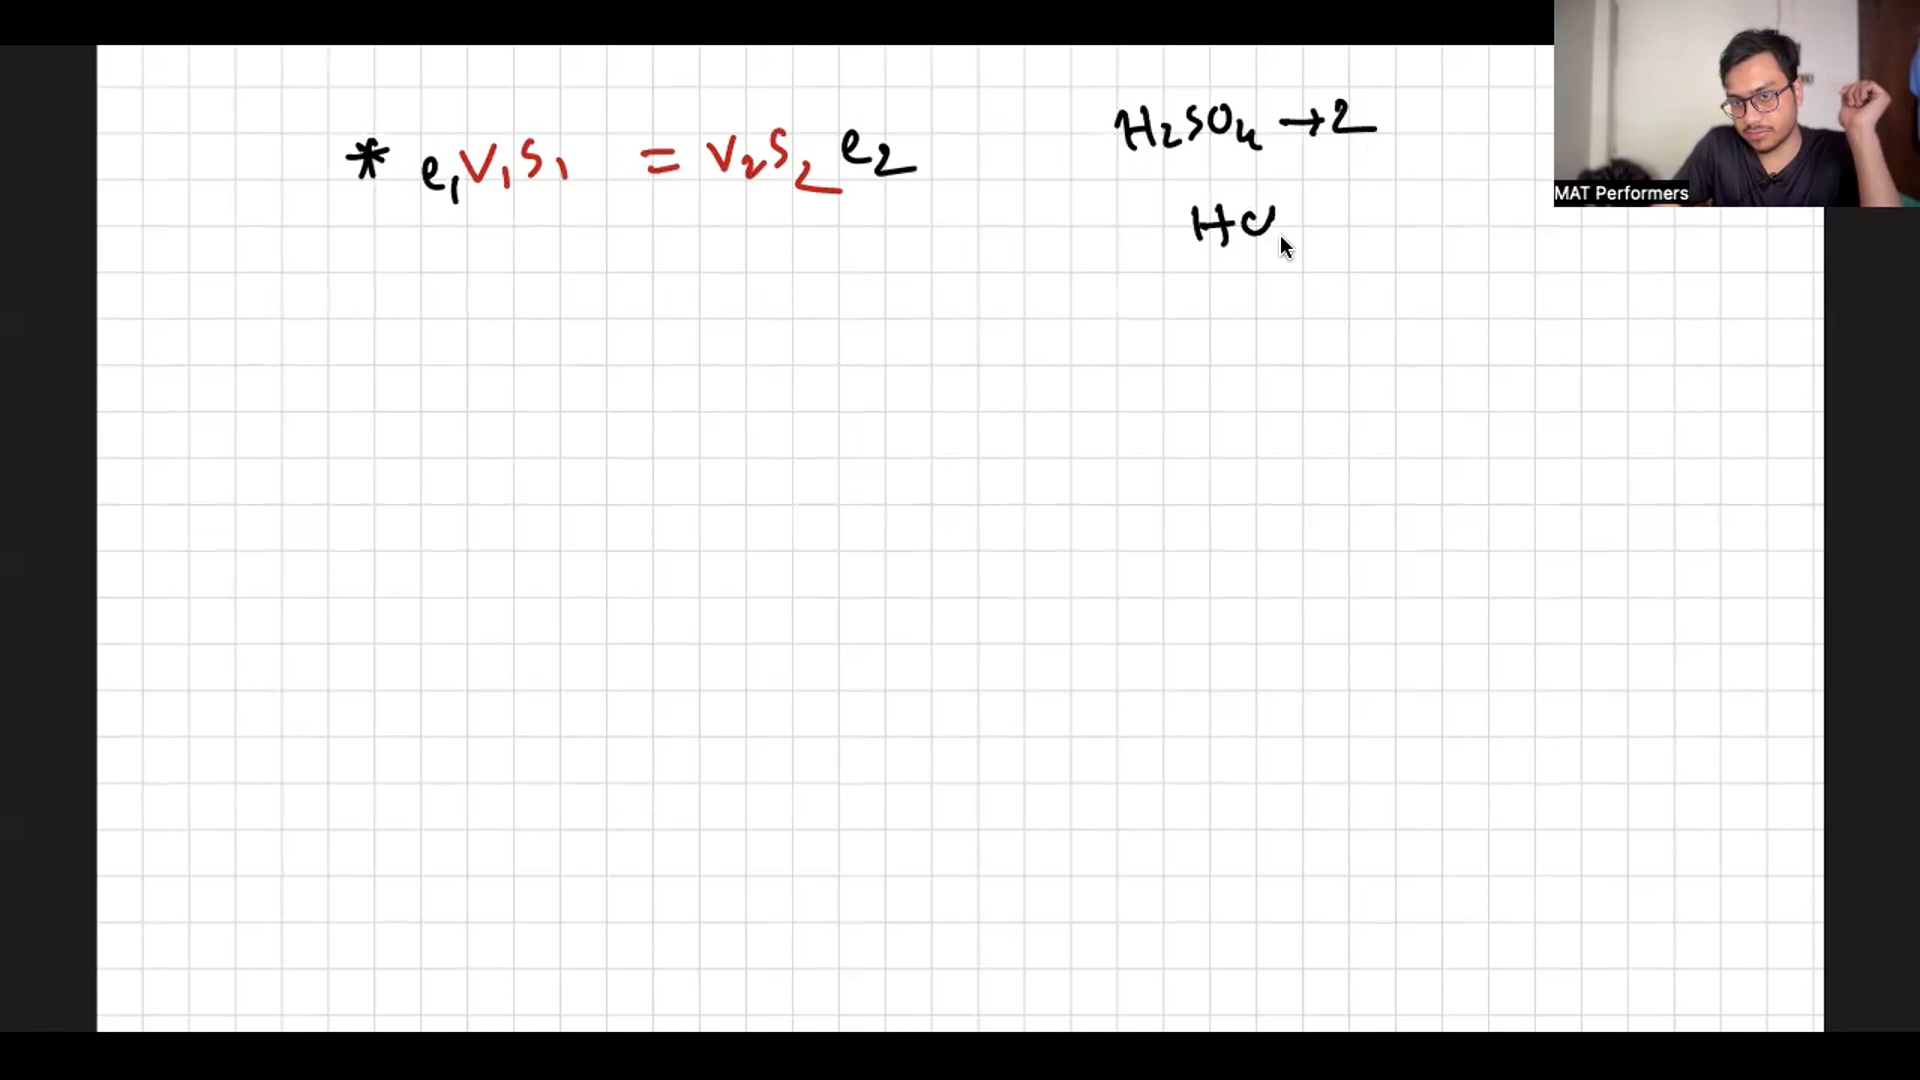 * e₁V₁S₁ = V₂S₂e₂
H₂SO₄ → 2
HCl
MAT Performers